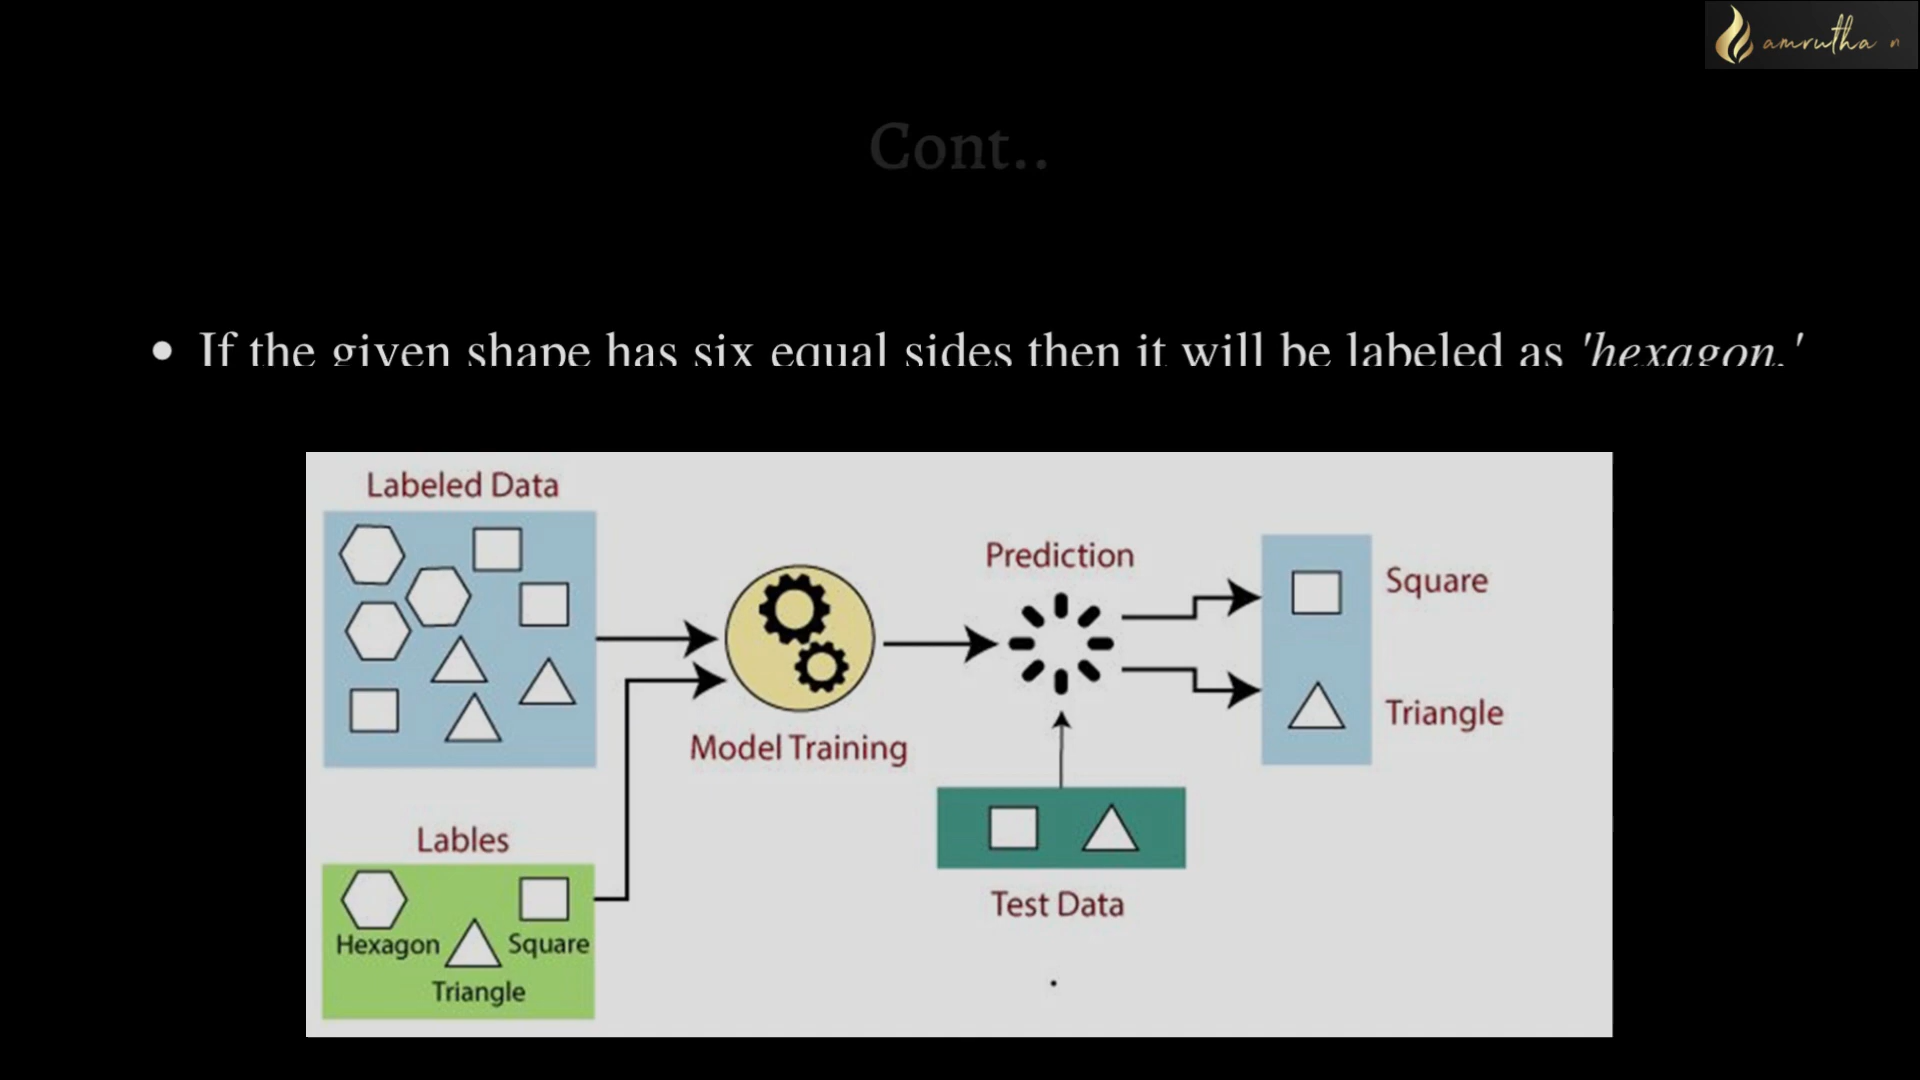 amrutha n
Cont..
• If the given shape has six equal sides then it will be labeled as 'hexagon.'
Labeled Data
Prediction
Square
Triangle
Model Training
Lables
Hexagon
Square
Triangle
Test Data